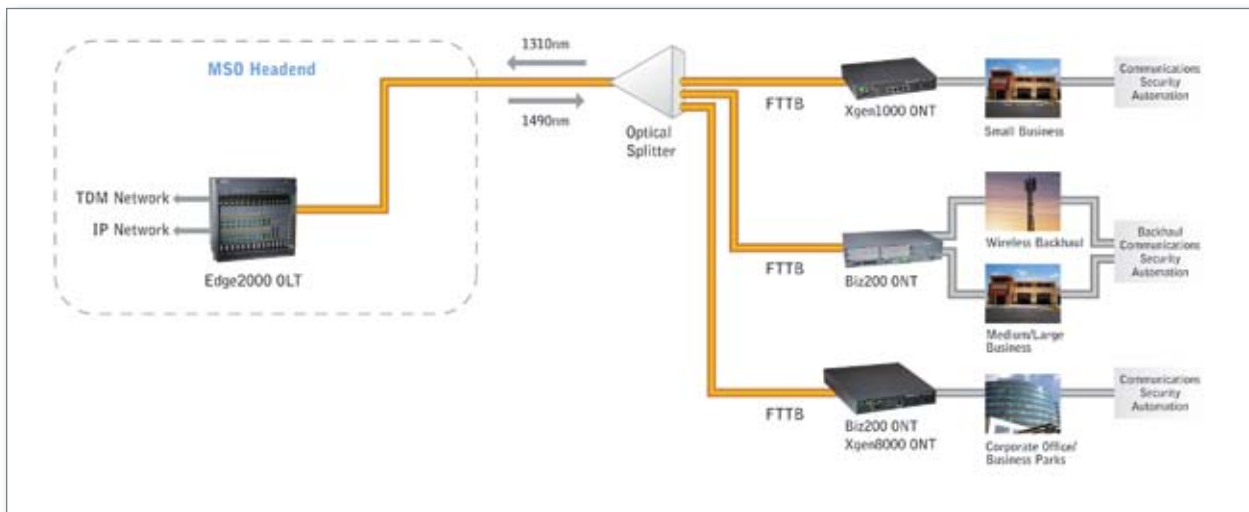 MSO Headend
TDM Network
IP Network
Edge2000 OLT
1310nm
1490nm
Optical
Splitter
FTTB
Xgen1000 ONT
Small Business
Communications
Security
Automation
FTTB
Biz200 ONT
Wireless Backhaul
Medium/Large
Business
Backhaul
Communications
Security
Automation
FTTB
Biz200 ONT
Xgen8000 ONT
Corporate Office/
Business Parks
Communications
Security
Automation